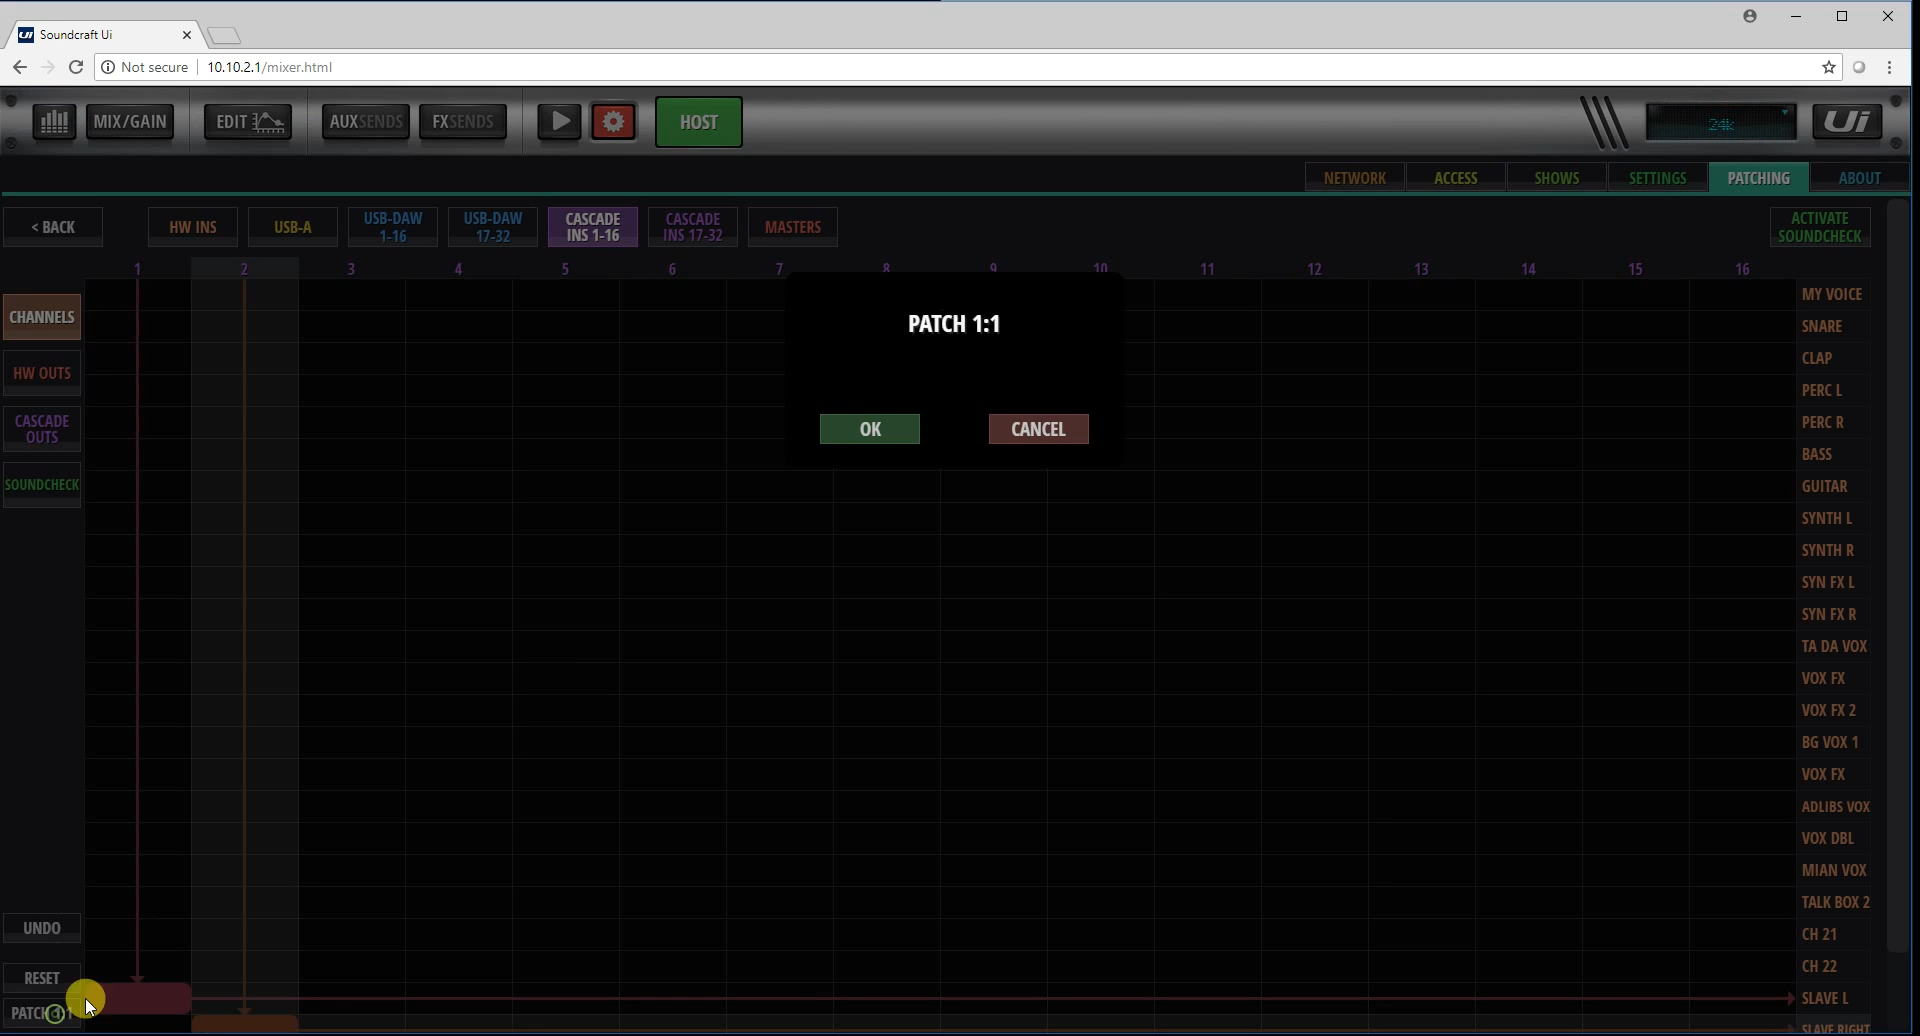 Soundcraft Ui
Not secure 10.10.2.1/mixer.html
MIX/GAIN EDIT AUXSENDS FXSENDS HOST 24k Ui
NETWORK ACCESS SHOWS SETTINGS PATCHING ABOUT
< BACK HW INS USB-A USB-DAW 1-16 USB-DAW 17-32 CASCADE INS 1-16 CASCADE INS 17-32 MASTERS ACTIVATE SOUNDCHECK
1 2 3 4 5 6 7 8 9 10 11 12 13 14 15 16
CHANNELS
HW OUTS
CASCADE
OUTS
SOUNDCHECK
UNDO
RESET
PATCH 1:1
PATCH 1:1
OK CANCEL
MY VOICE
SNARE
CLAP
PERC L
PERC R
BASS
GUITAR
SYNTH L
SYNTH R
SYN FX L
SYN FX R
TA DA VOX
VOX FX
VOX FX 2
BG VOX 1
VOX FX
ADLIBS VOX
VOX DBL
MIAN VOX
TALK BOX 2
CH 21
CH 22
SLAVE L
SLAVE RIGHT